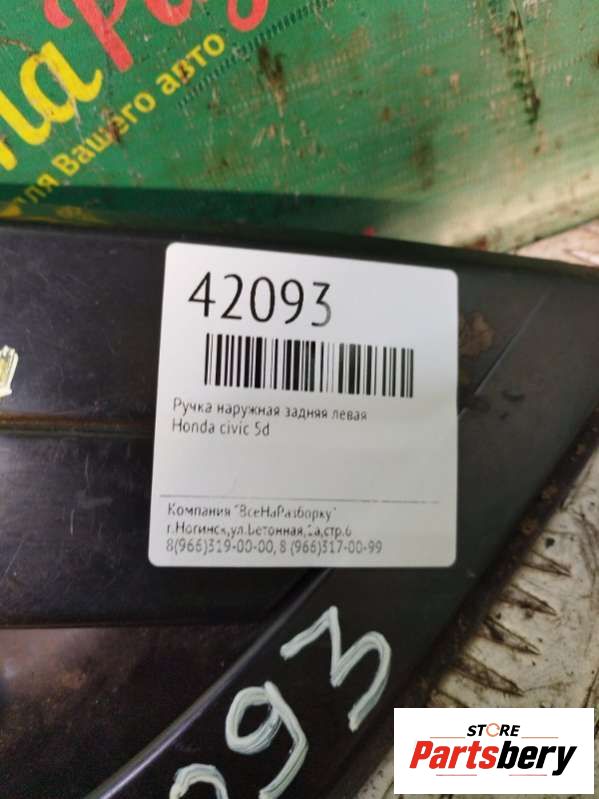 для Вашего авто
42093
Ручка наружная задняя левая
Honda civic 5d
Компания "ВсеНаРазборку"
г.Ногинск,ул.Бетонная,1а,стр.6
8(966)319-00-00, 8 (966)317-00-99
093
STORE
Partsbery